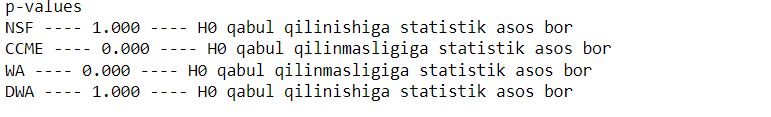 p-values
NSF ---- 1.000 ---- H0 qabul qilinishiga statistik asos bor
CCME ---- 0.000 ---- H0 qabul qilinmasligiga statistik asos bor
WA ---- 0.000 ---- H0 qabul qilinmasligiga statistik asos bor
DWA ---- 1.000 ---- H0 qabul qilinishiga statistik asos bor